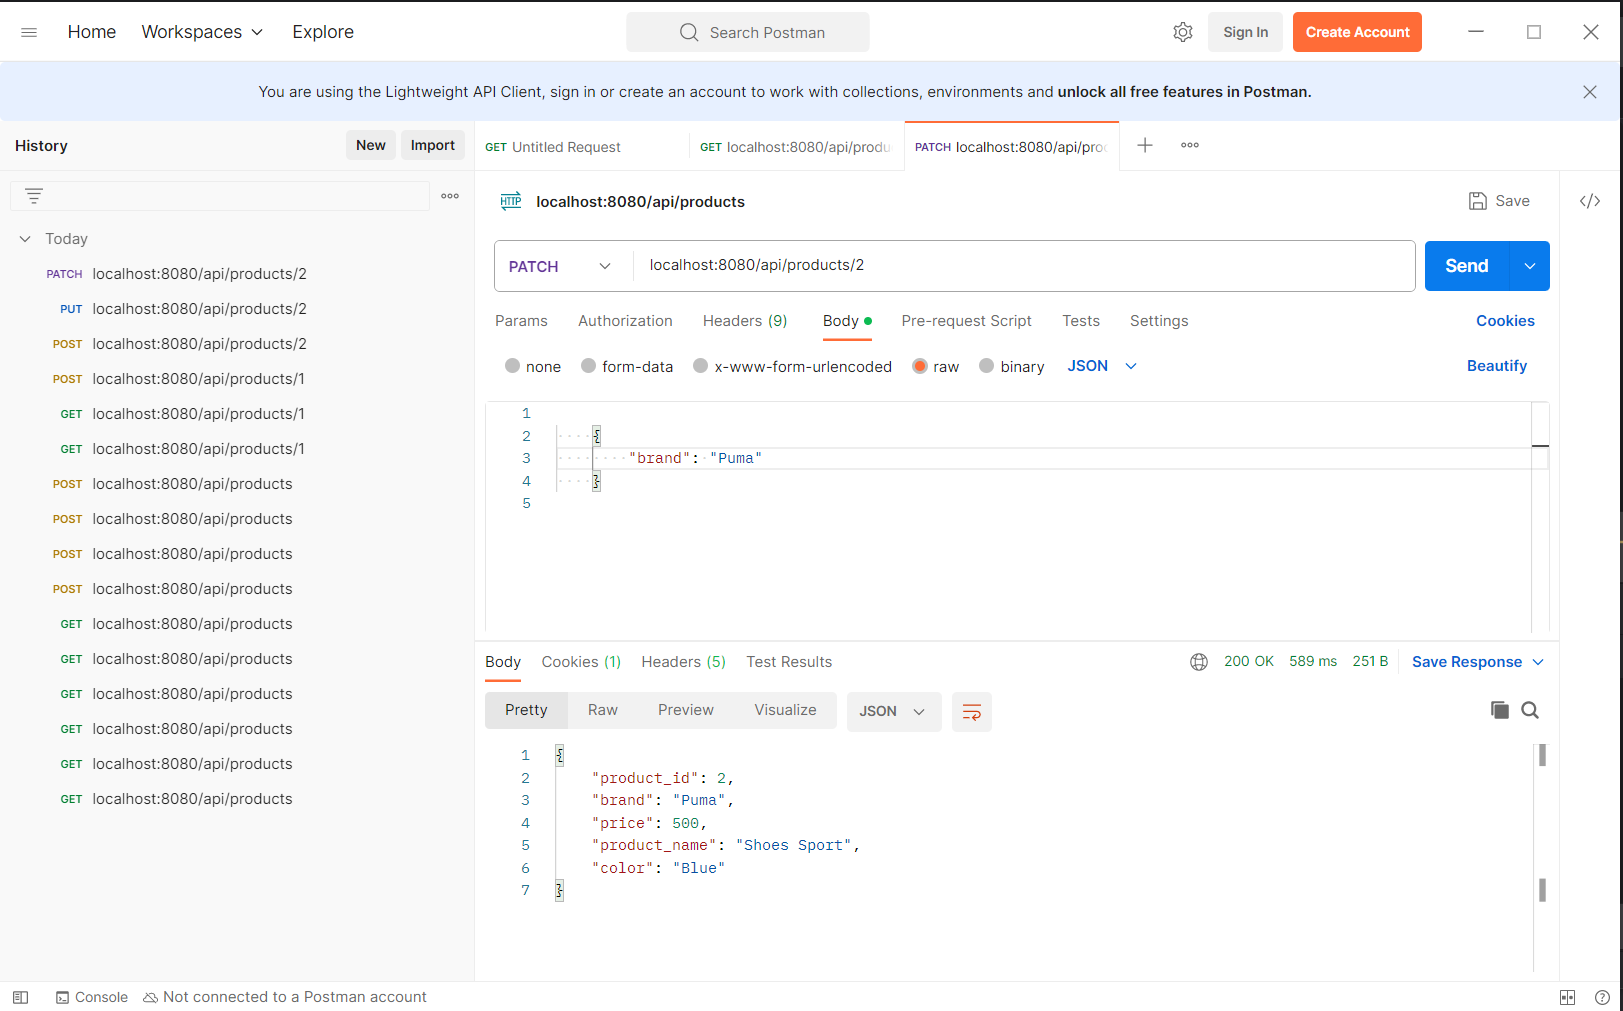 Home Workspaces Explore Search Postman Sign In Create Account
You are using the Lightweight API Client, sign in or create an account to work with collections, environments and unlock all free features in Postman.
History New Import
GET Untitled Request GET localhost:8080/api/produ PATCH localhost:8080/api/pro
Today
PATCH localhost:8080/api/products/2
PUT localhost:8080/api/products/2
POST localhost:8080/api/products/2
POST localhost:8080/api/products/1
GET localhost:8080/api/products/1
GET localhost:8080/api/products/1
POST localhost:8080/api/products
POST localhost:8080/api/products
POST localhost:8080/api/products
POST localhost:8080/api/products
GET localhost:8080/api/products
GET localhost:8080/api/products
GET localhost:8080/api/products
GET localhost:8080/api/products
GET localhost:8080/api/products
GET localhost:8080/api/products
HTTP localhost:8080/api/products Save </>
PATCH localhost:8080/api/products/2 Send
Params Authorization Headers (9) Body Pre-request Script Tests Settings Cookies
none form-data x-www-form-urlencoded raw binary JSON Beautify
1
2 {
3 "brand": "Puma"
4 }
5
Body Cookies (1) Headers (5) Test Results 200 OK 589 ms 251 B Save Response
Pretty Raw Preview Visualize JSON
1 {
2 "product_id": 2,
3 "brand": "Puma",
4 "price": 500,
5 "product_name": "Shoes Sport",
6 "color": "Blue"
7 }
Console Not connected to a Postman account